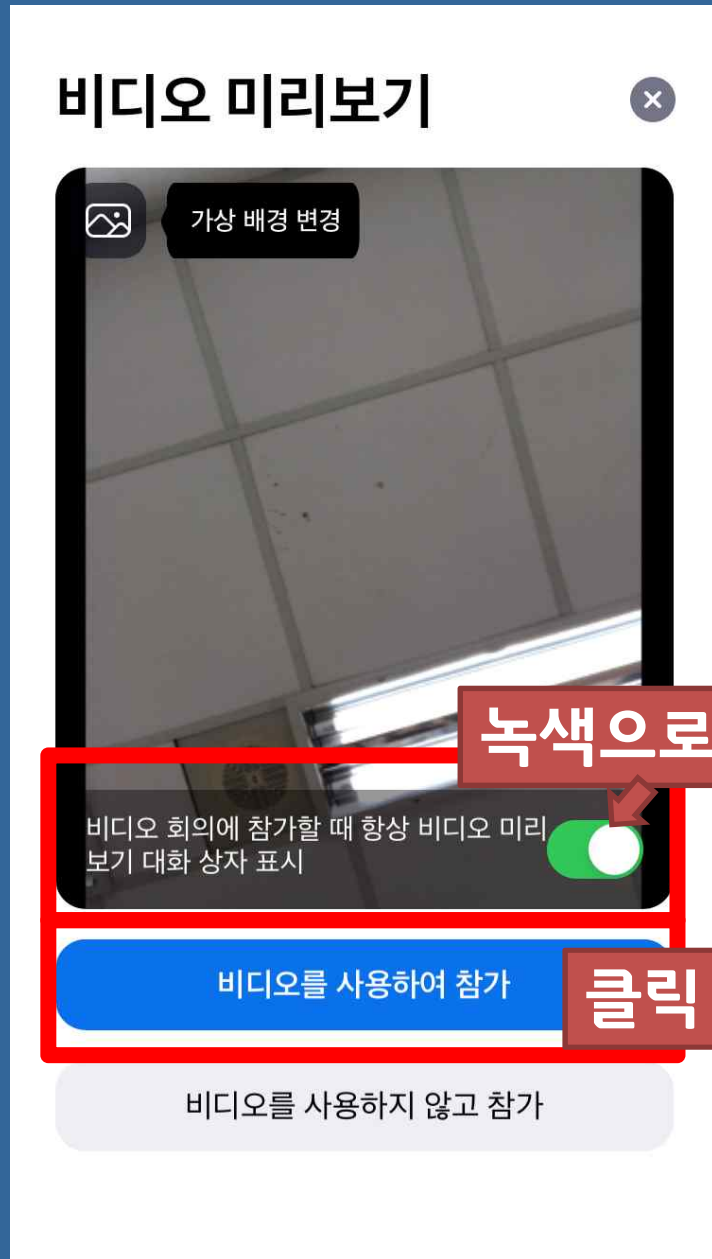 비디오 미리보기
가상 배경 변경
녹색으로
비디오 회의에 참가할 때 항상 비디오 미리
보기 대화 상자 표시
비디오를 사용하여 참가
클릭
비디오를 사용하지 않고 참가